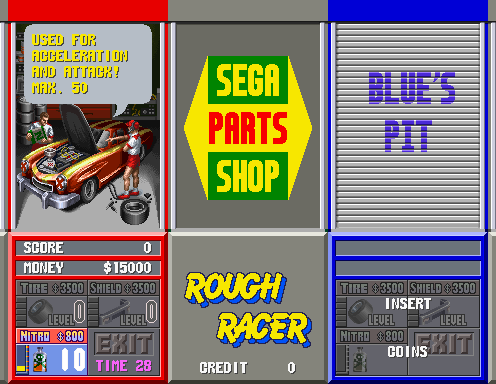 USED FOR
ACCELERATION
AND ATTACK!
MAX. 50
SEGA
PARTS
SHOP
BLUE'S
PIT
SCORE 0
MONEY $15000
TIRE $3500 SHIELD $3500
LEVEL 0 LEVEL 0
NITRO $800 EXIT
10 TIME 28
ROUGH
RACER
CREDIT 0
TIRE $3500 SHIELD $3500
INSERT
LEVEL LEVEL
NITRO $800 EXIT
COINS